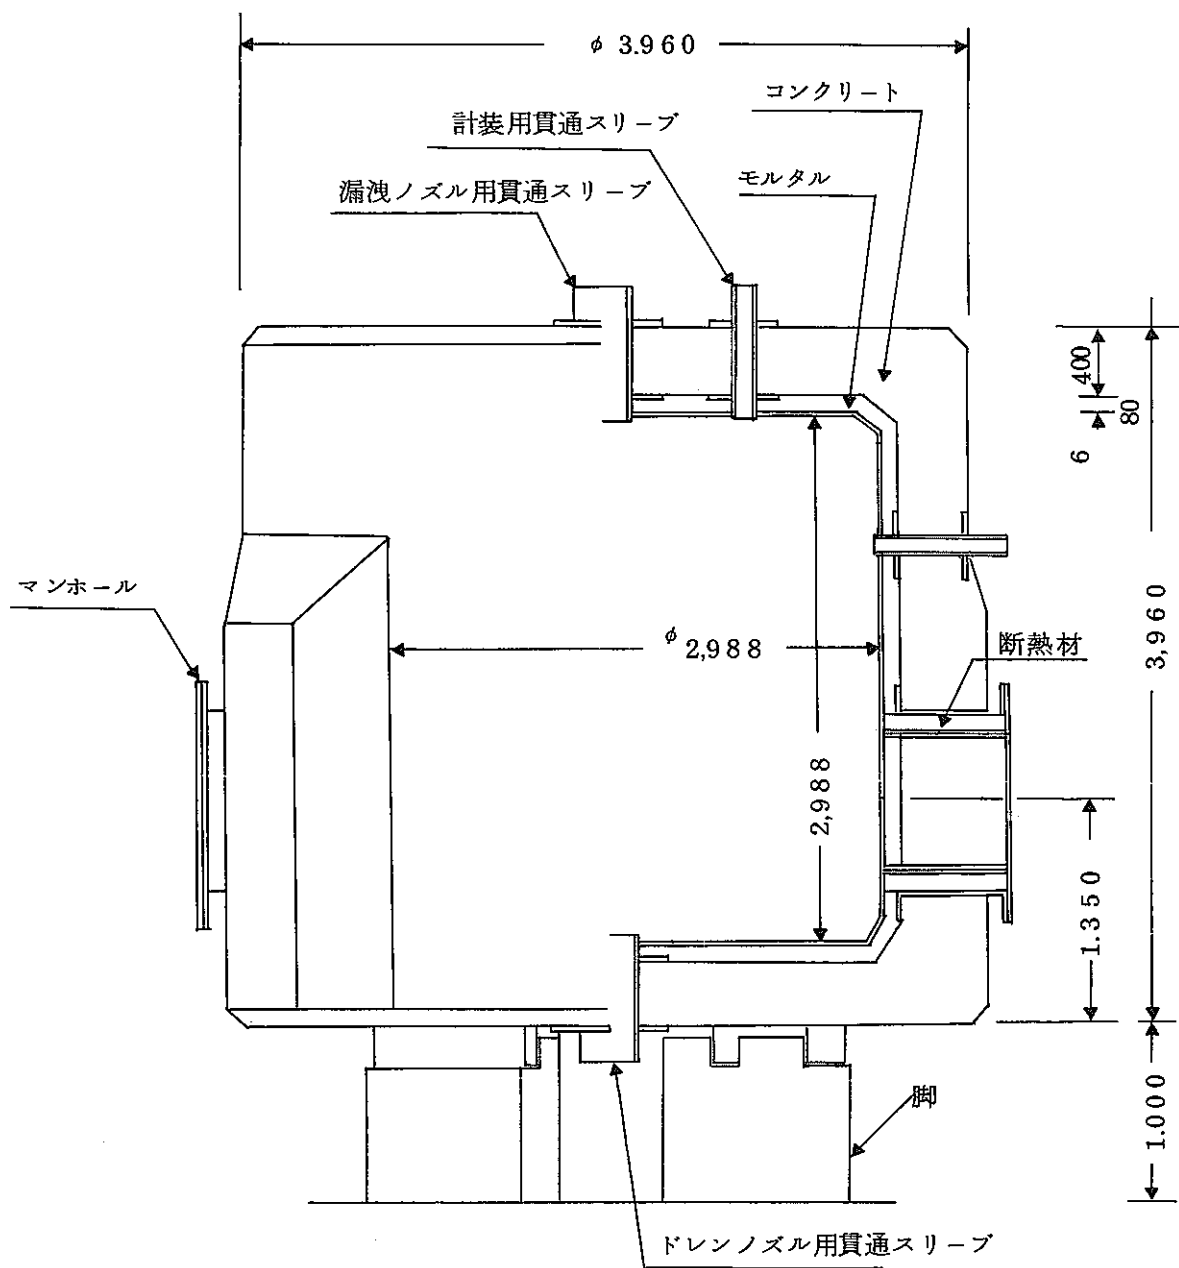 φ 3.960
コンクリート
計装用貫通スリーブ
モルタル
漏洩ノズル用貫通スリーブ
400
80
6
マンホール
φ 2,988
断熱材
3,960
2,988
1.350
脚
1.000
ドレンノズル用貫通スリーブ